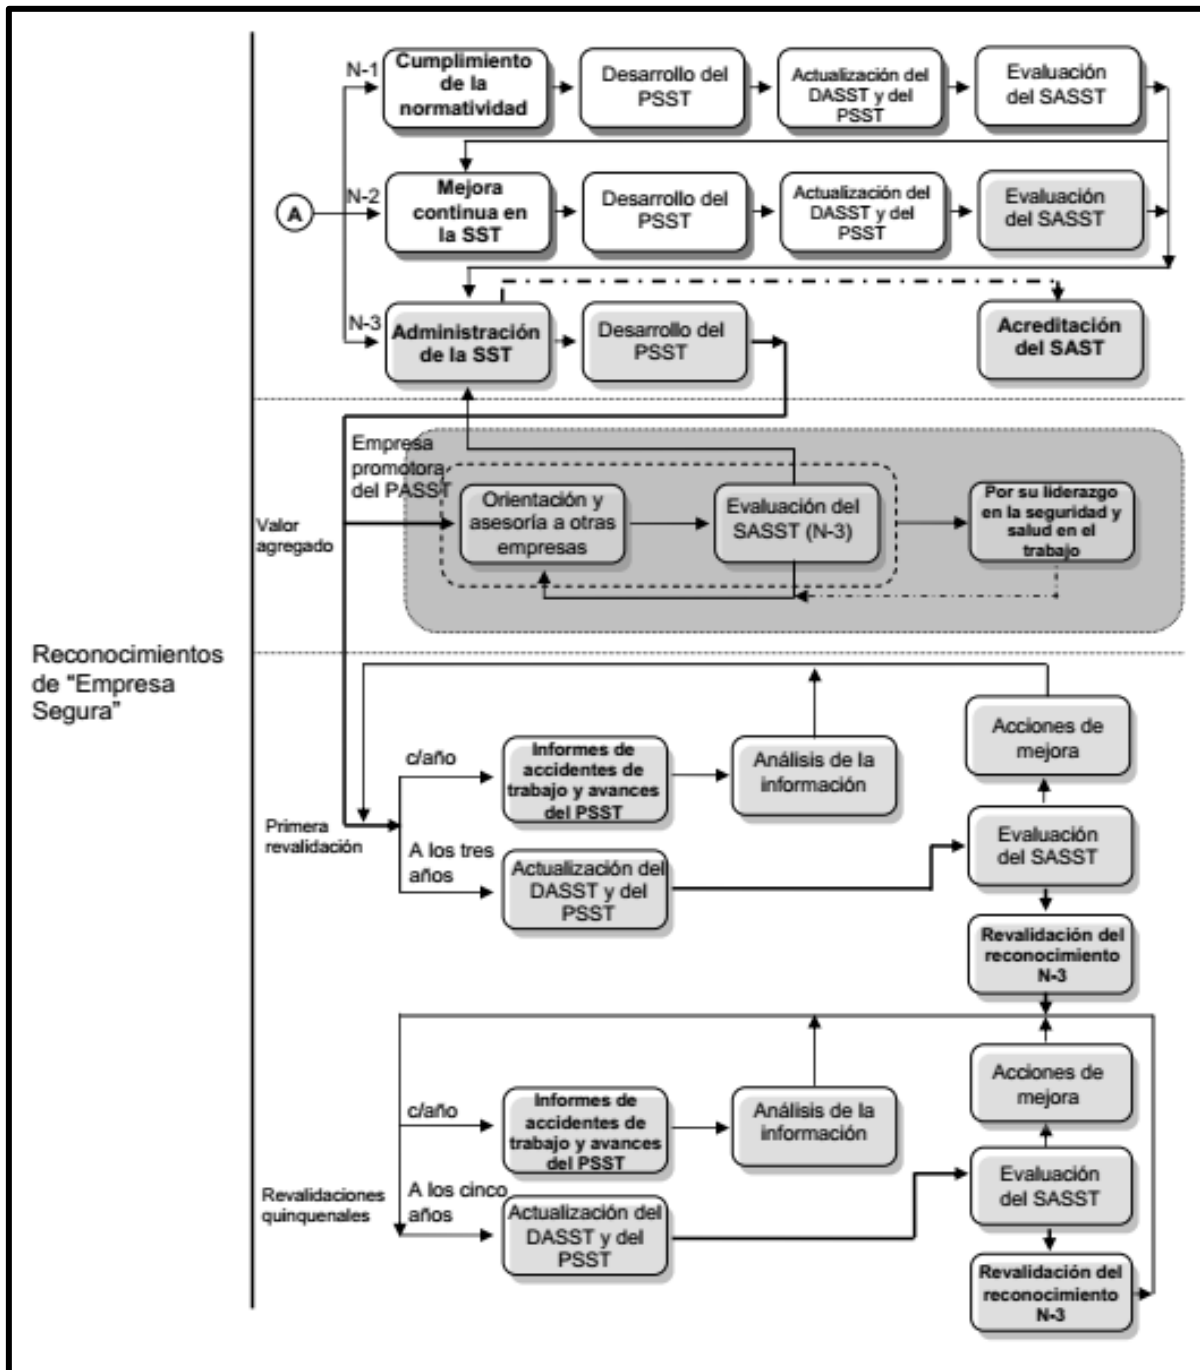 N-1
Cumplimiento
de la
normatividad
Desarrollo del
PSST
Actualización del
DASST y del
PSST
Evaluación
del SASST
A
N-2
Mejora
continua en
la SST
Desarrollo del
PSST
Actualización del
DASST y del
PSST
Evaluación
del SASST
N-3
Administración
de la SST
Desarrollo del
PSST
Acreditación
del SAST
Empresa
promotora
del PASST
Valor
agregado
Orientación y
asesoría a otras
empresas
Evaluación del
SASST (N-3)
Por su liderazgo
en la seguridad y
salud en el
trabajo
Reconocimientos
de “Empresa
Segura”
Primera
revalidación
c/año
Informes de
accidentes de
trabajo y avances
del PSST
Análisis de la
información
Acciones de
mejora
A los tres
años
Actualización del
DASST y del
PSST
Evaluación
del SASST
Revalidación del
reconocimiento
N-3
Revalidaciones
quinquenales
c/año
Informes de
accidentes de
trabajo y avances
del PSST
Análisis de la
información
Acciones de
mejora
A los cinco
años
Actualización del
DASST y del
PSST
Evaluación
del SASST
Revalidación del
reconocimiento
N-3